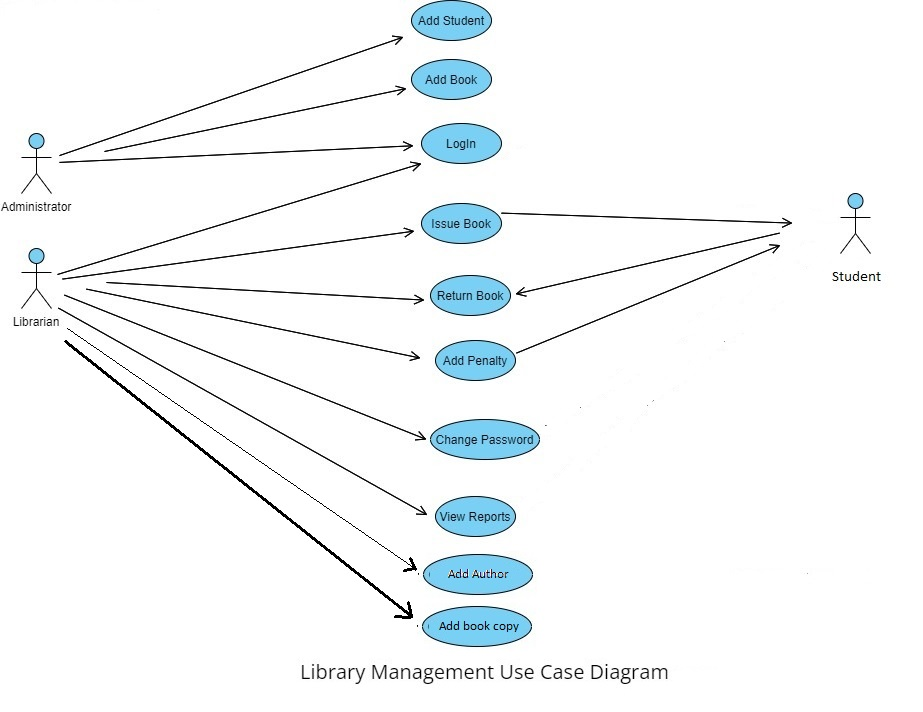 Add Student
Add Book
LogIn
Administrator
Issue Book
Student
Return Book
Librarian
Add Penalty
Change Password
View Reports
Add Author
Add book copy
Library Management Use Case Diagram